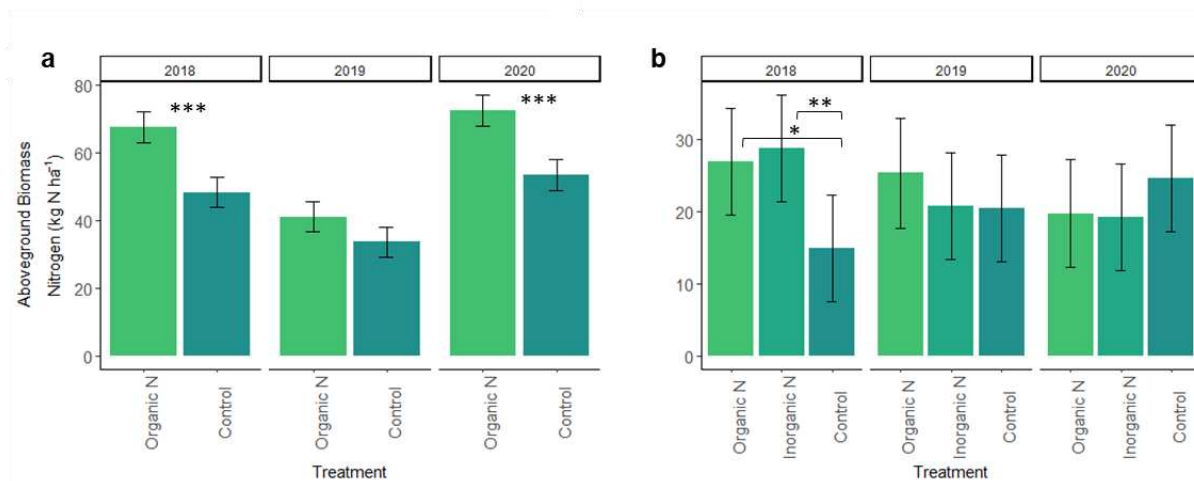 a
2018
2019
2020
***
***
80
60
40
20
0
Aboveground Biomass
Nitrogen (kg N ha⁻¹)
Organic N
Control
Organic N
Control
Organic N
Control
Treatment
b
2018
2019
2020
**
*
30
20
10
0
Organic N
Inorganic N
Control
Organic N
Inorganic N
Control
Organic N
Inorganic N
Control
Treatment